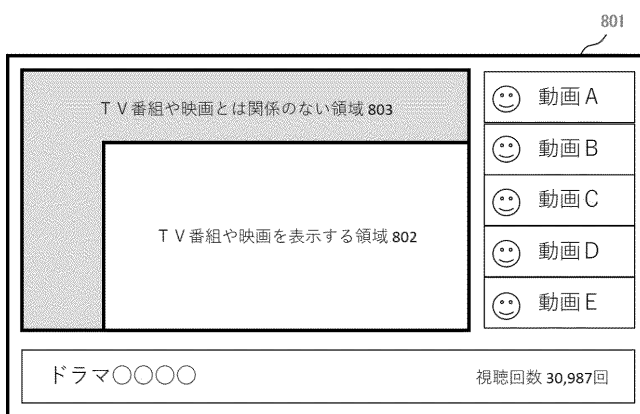 801
ＴＶ番組や映画とは関係のない領域 803
ＴＶ番組や映画を表示する領域 802
動画Ａ
動画Ｂ
動画Ｃ
動画Ｄ
動画Ｅ
ドラマ〇〇〇〇
視聴回数 30,987回